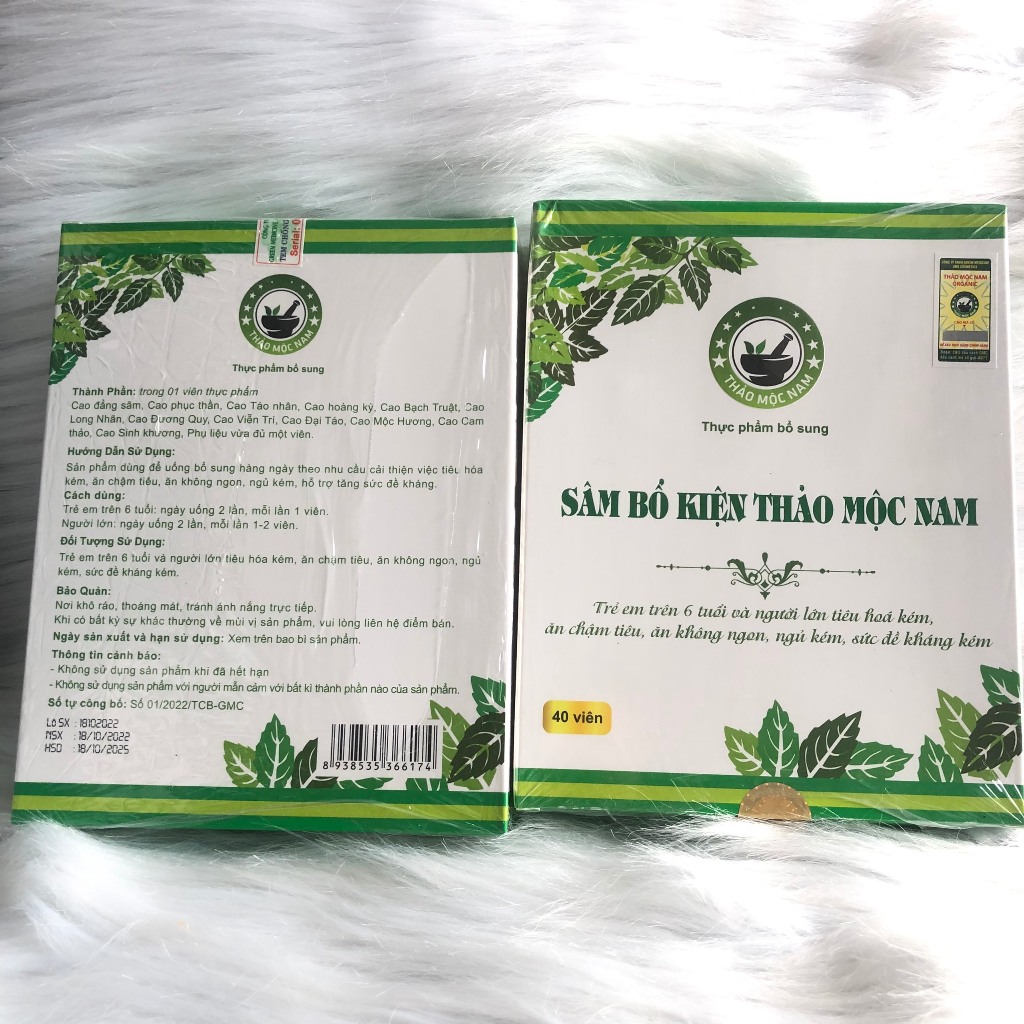 TEM CHỐNG
Serial: 0
THẢO MỘC NAM
Thực phẩm bổ sung
Thành Phần: trong 01 viên thực phẩm
Cao đẳng sâm, Cao phục thần, Cao Táo nhân, Cao hoàng kỳ, Cao Bạch Truật, Cao
Long Nhãn, Cao Đương Quy, Cao Viễn Trí, Cao Đại Táo, Cao Mộc Hương, Cao Cam
thảo, Cao Sinh khương, Phụ liệu vừa đủ một viên.
Hướng Dẫn Sử Dụng:
Sản phẩm dùng để uống bổ sung hàng ngày theo nhu cầu cải thiện việc tiêu hóa
kém, ăn chậm tiêu, ăn không ngon, ngủ kém, hỗ trợ tăng sức đề kháng.
Cách dùng:
Trẻ em trên 6 tuổi: ngày uống 2 lần, mỗi lần 1 viên.
Người lớn: ngày uống 2 lần, mỗi lần 1-2 viên.
Đối Tượng Sử Dụng:
Trẻ em trên 6 tuổi và người lớn tiêu hóa kém, ăn chậm tiêu, ăn không ngon, ngủ
kém, sức đề kháng kém.
Bảo Quản:
Nơi khô ráo, thoáng mát, tránh ánh nắng trực tiếp.
Khi có bất kỳ sự khác thường về mùi vị sản phẩm, vui lòng liên hệ điểm bán.
Ngày sản xuất và hạn sử dụng: Xem trên bao bì sản phẩm.
Thông tin cảnh báo:
- Không sử dụng sản phẩm khi đã hết hạn
- Không sử dụng sản phẩm với người mẫn cảm với bất kì thành phần nào của sản phẩm.
Số tự công bố: Số 01/2022/TCB-GMC
Lô SX : 18102022
NSX : 18/10/2022
HSD : 18/10/2025
8 938535 366174
THẢO MỘC NAM
ORGANIC
THẢO MỘC NAM
Thực phẩm bổ sung
SÂM BỔ KIỆN THẢO MỘC NAM
Trẻ em trên 6 tuổi và người lớn tiêu hoá kém,
ăn chậm tiêu, ăn không ngon, ngủ kém, sức đề kháng kém
40 viên